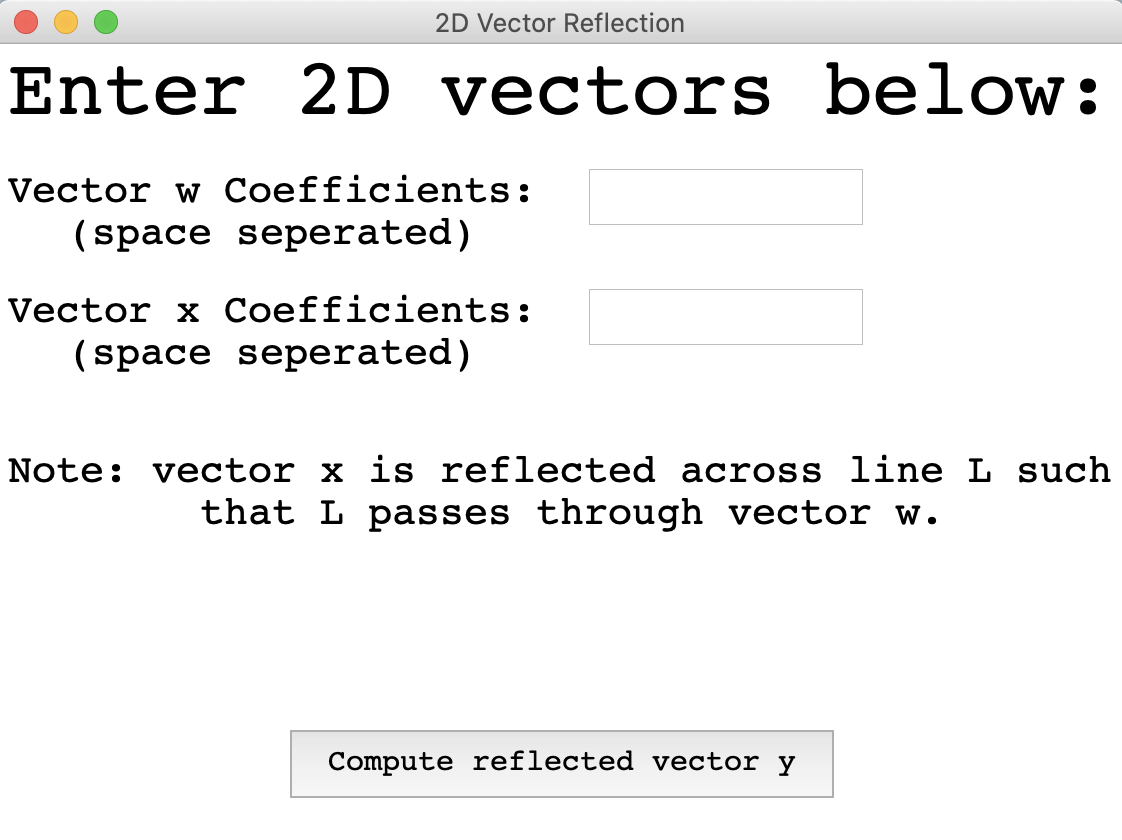 2D Vector Reflection
Enter 2D vectors below:
Vector w Coefficients:
(space seperated)
Vector x Coefficients:
(space seperated)
Note: vector x is reflected across line L such
that L passes through vector w.
Compute reflected vector y